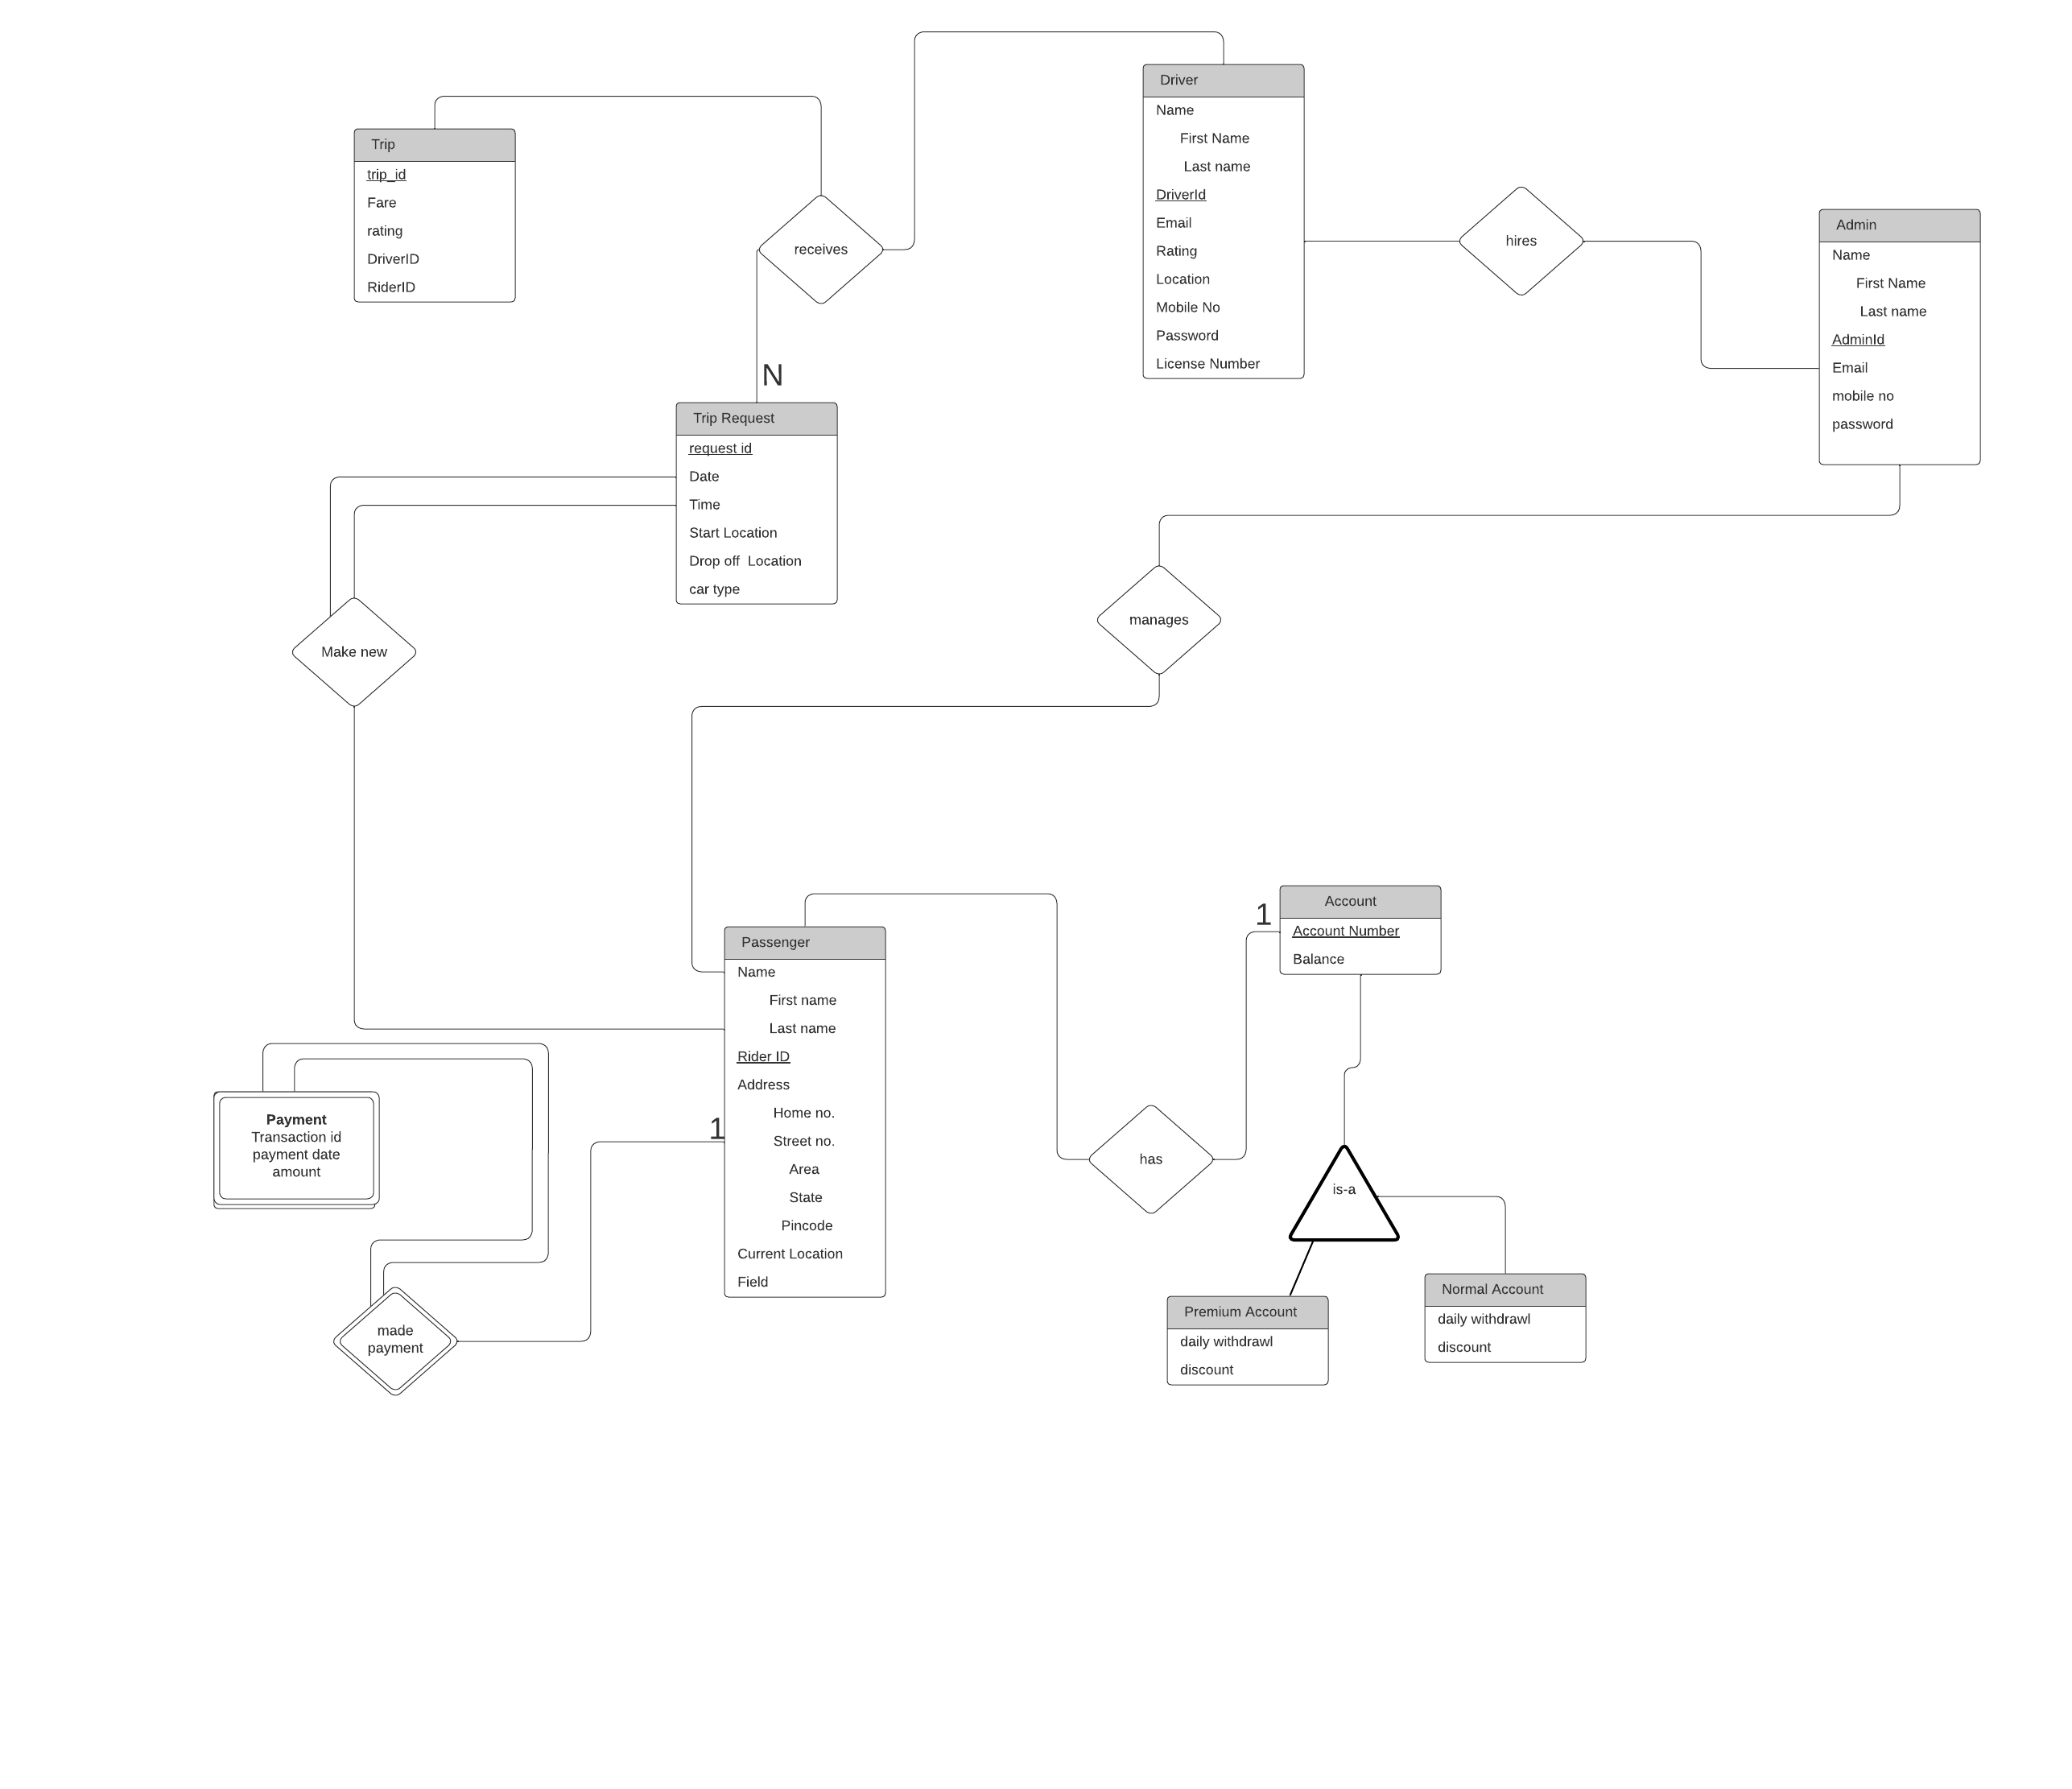 Driver
Name
First Name
Last name
DriverId
Email
Rating
Location
Mobile No
Password
License Number
Trip
trip_id
Fare
rating
DriverID
RiderID
receives
hires
Admin
Name
First Name
Last name
AdminId
Email
mobile no
password
N
Trip Request
request id
Date
Time
Start Location
Drop off  Location
car type
Make new
manages
Passenger
Name
First name
Last name
Rider ID
Address
Home no.
Street no.
Area
State
Pincode
Current Location
Field
1
Account
Account Number
Balance
1
Payment
Transaction id
payment date
amount
made
payment
has
is-a
Premium Account
daily withdrawl
discount
Normal Account
daily withdrawl
discount